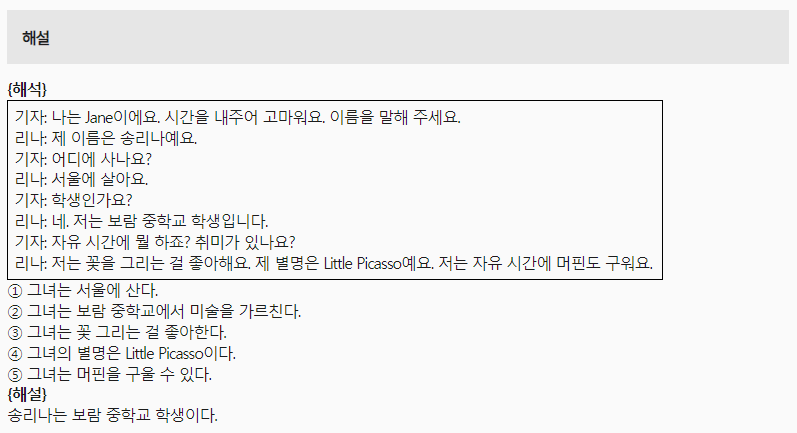 해설
{해석}
기자: 나는 Jane이에요. 시간을 내주어 고마워요. 이름을 말해 주세요.
리나: 제 이름은 송리나예요.
기자: 어디에 사나요?
리나: 서울에 살아요.
기자: 학생인가요?
리나: 네. 저는 보람 중학교 학생입니다.
기자: 자유 시간에 뭘 하죠? 취미가 있나요?
리나: 저는 꽃을 그리는 걸 좋아해요. 제 별명은 Little Picasso예요. 저는 자유 시간에 머핀도 구워요.
① 그녀는 서울에 산다.
② 그녀는 보람 중학교에서 미술을 가르친다.
③ 그녀는 꽃 그리는 걸 좋아한다.
④ 그녀의 별명은 Little Picasso이다.
⑤ 그녀는 머핀을 구울 수 있다.
{해설}
송리나는 보람 중학교 학생이다.